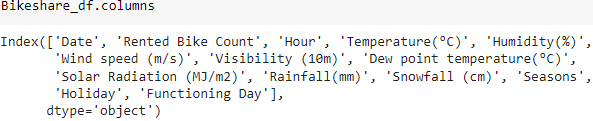 Bikeshare_df.columns
Index(['Date', 'Rented Bike Count', 'Hour', 'Temperature(°C)', 'Humidity(%)',
'Wind speed (m/s)', 'Visibility (10m)', 'Dew point temperature(°C)',
'Solar Radiation (MJ/m2)', 'Rainfall(mm)', 'Snowfall (cm)', 'Seasons',
'Holiday', 'Functioning Day'],
dtype='object')